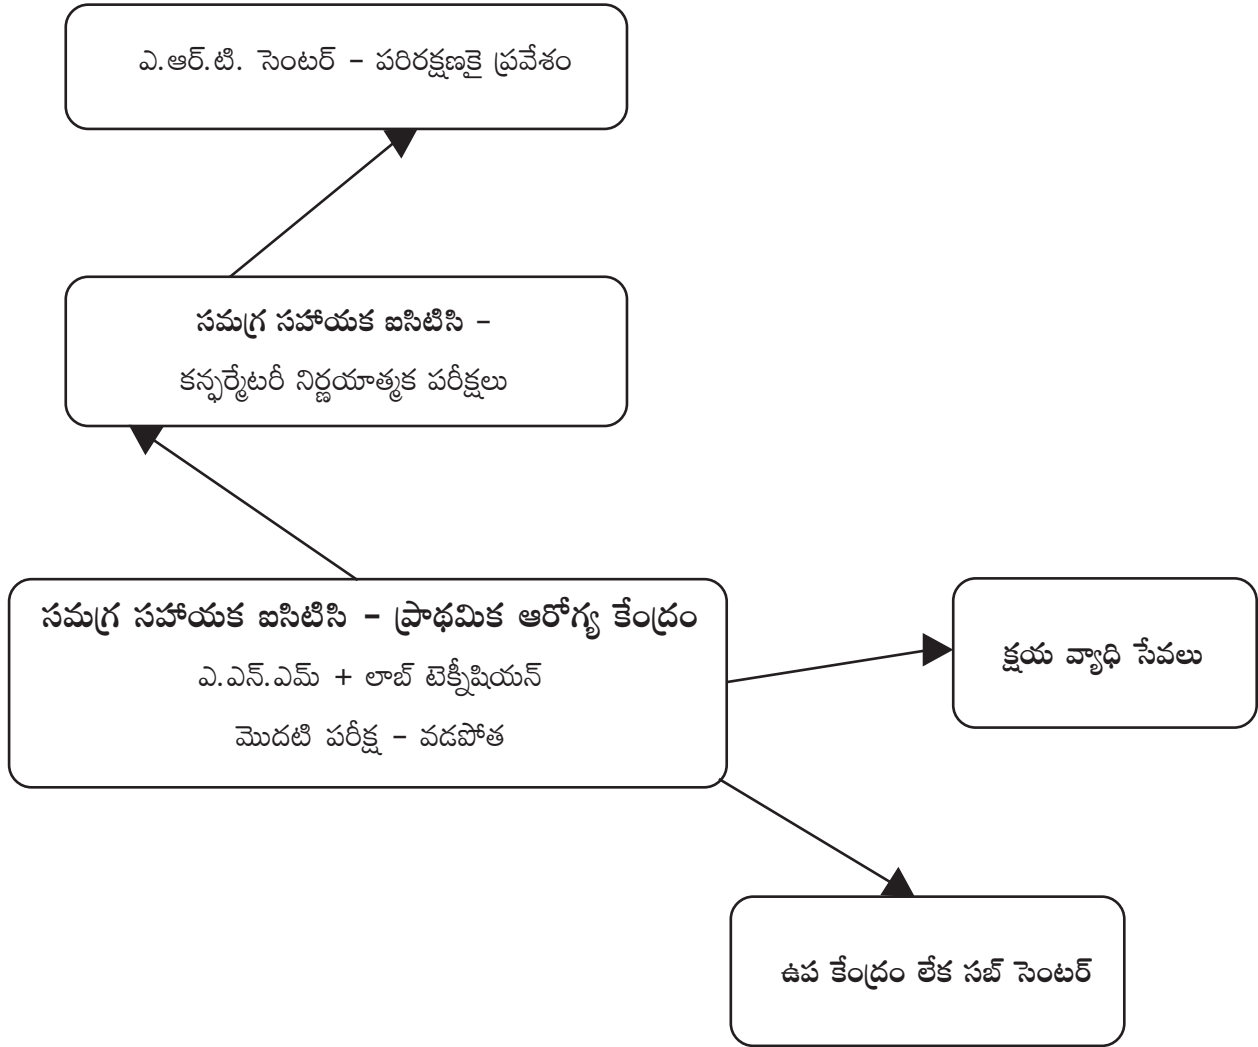 ఎ.ఆర్.టి. సెంటర్ – పరిరక్షణకై ప్రవేశం
సమగ్ర సహాయక ఐసిటిసి –
కన్ఫర్మేటరీ నిర్ణయాత్మక పరీక్షలు
సమగ్ర సహాయక ఐసిటిసి – ప్రాథమిక ఆరోగ్య కేంద్రం
ఎ.ఎన్.ఎమ్ + లాబ్ టెక్నీషియన్
మొదటి పరీక్ష – వడపోత
క్షయ వ్యాధి సేవలు
ఉప కేంద్రం లేక సబ్ సెంటర్